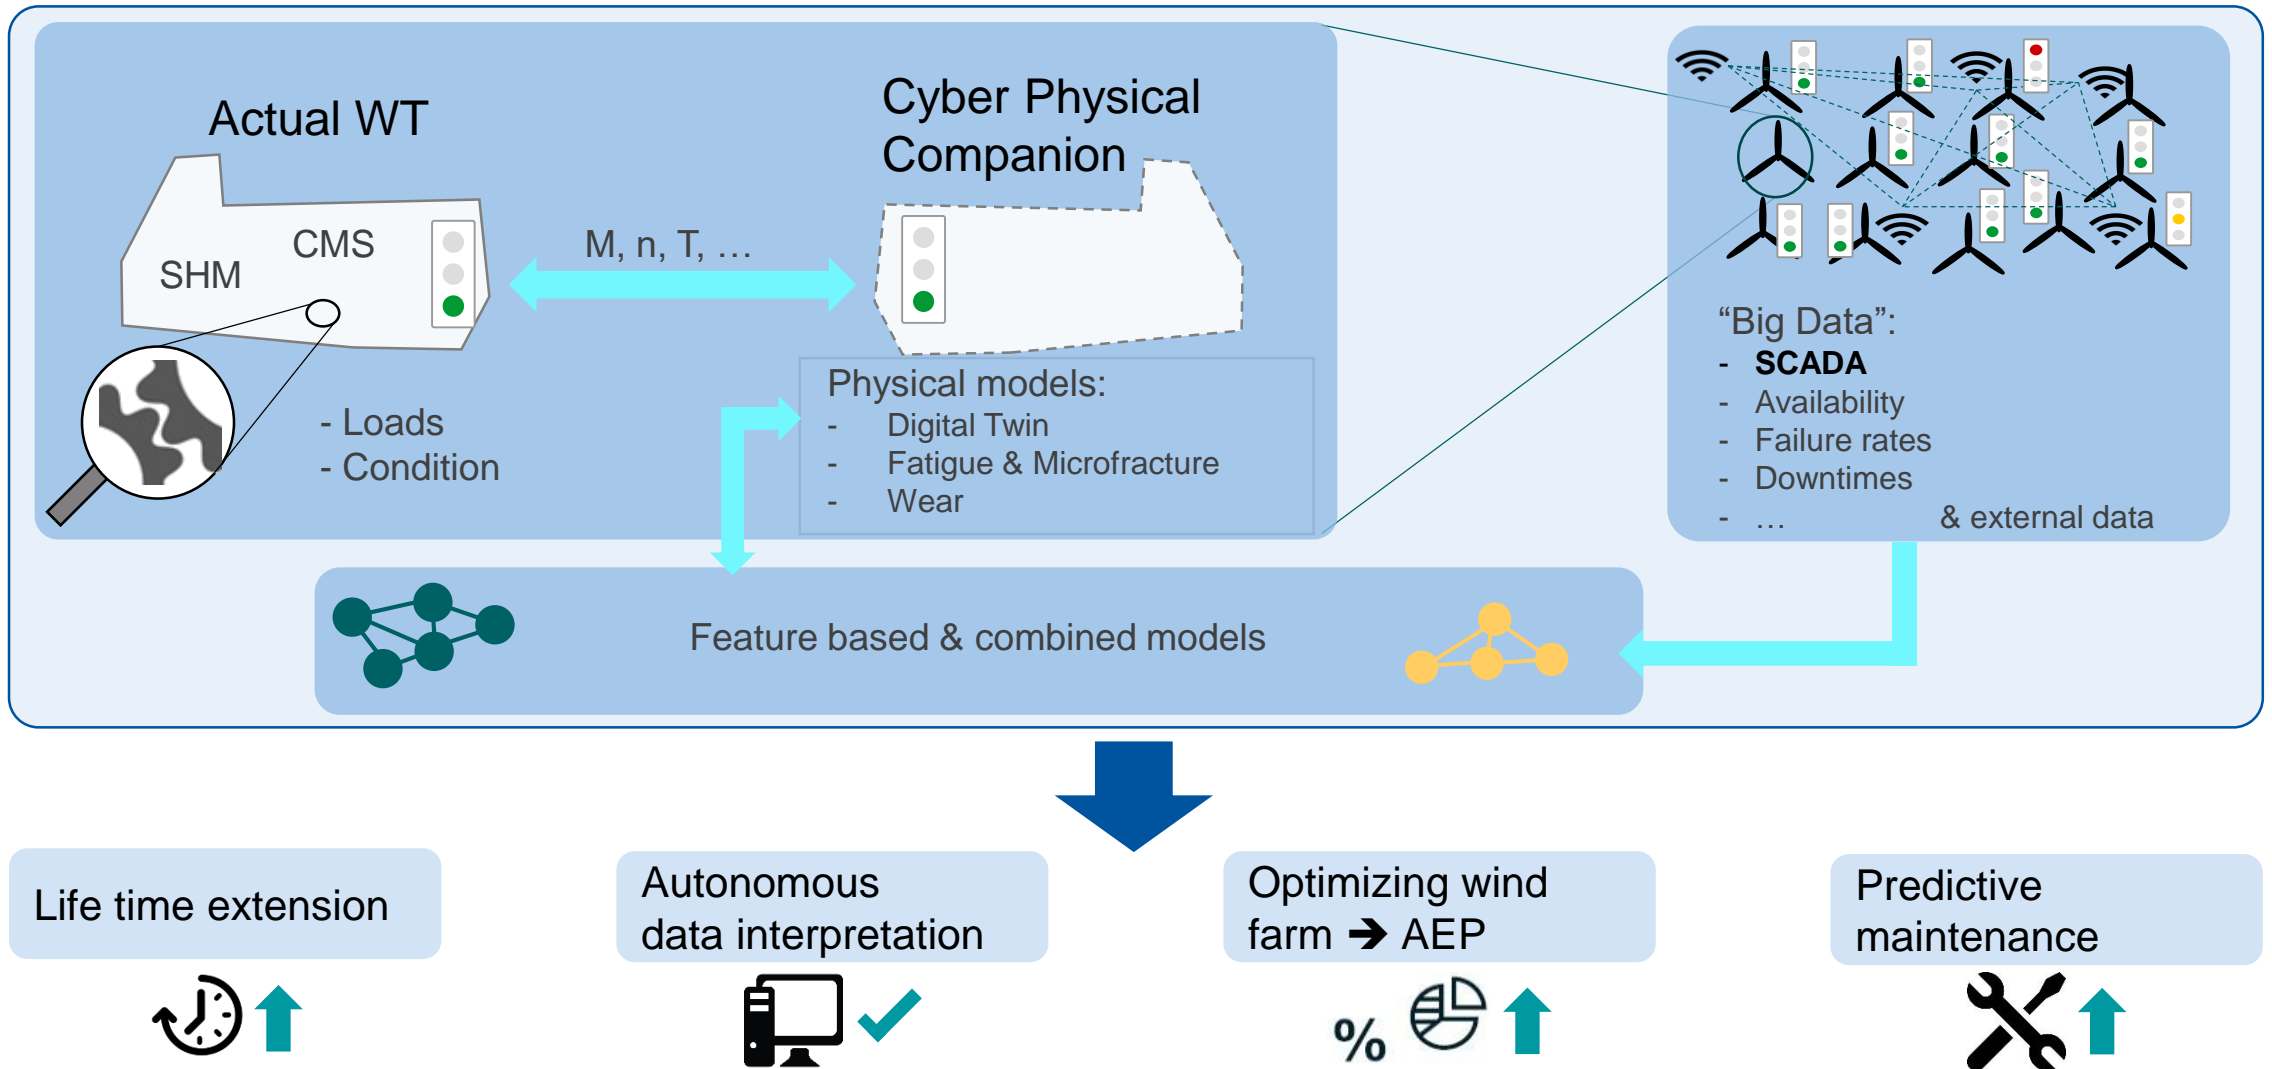 Actual WT
SHM
CMS
- Loads
- Condition
M, n, T, …
Cyber Physical
Companion
Physical models:
- Digital Twin
- Fatigue & Microfracture
- Wear
“Big Data”:
- SCADA
- Availability
- Failure rates
- Downtimes
- … & external data
Feature based & combined models
Life time extension
Autonomous
data interpretation
Optimizing wind
farm ➔ AEP
%
Predictive
maintenance